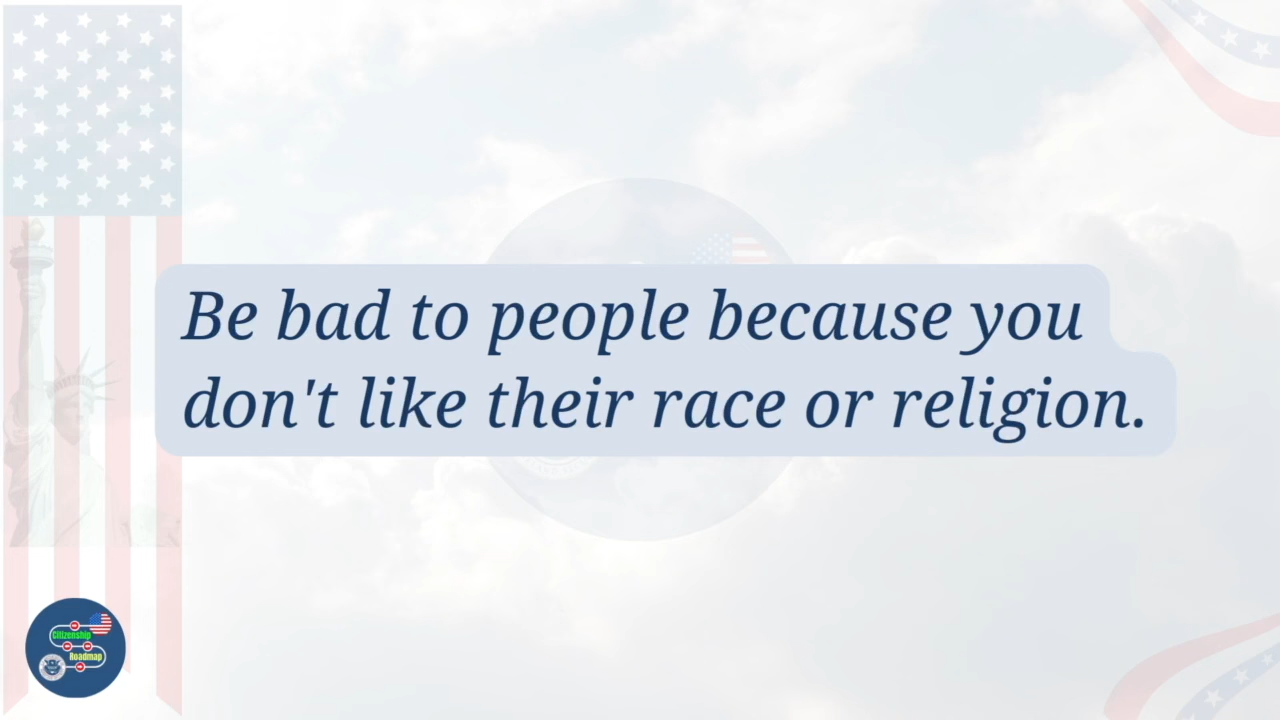 Be bad to people because you
don't like their race or religion.
Citizenship
Roadmap